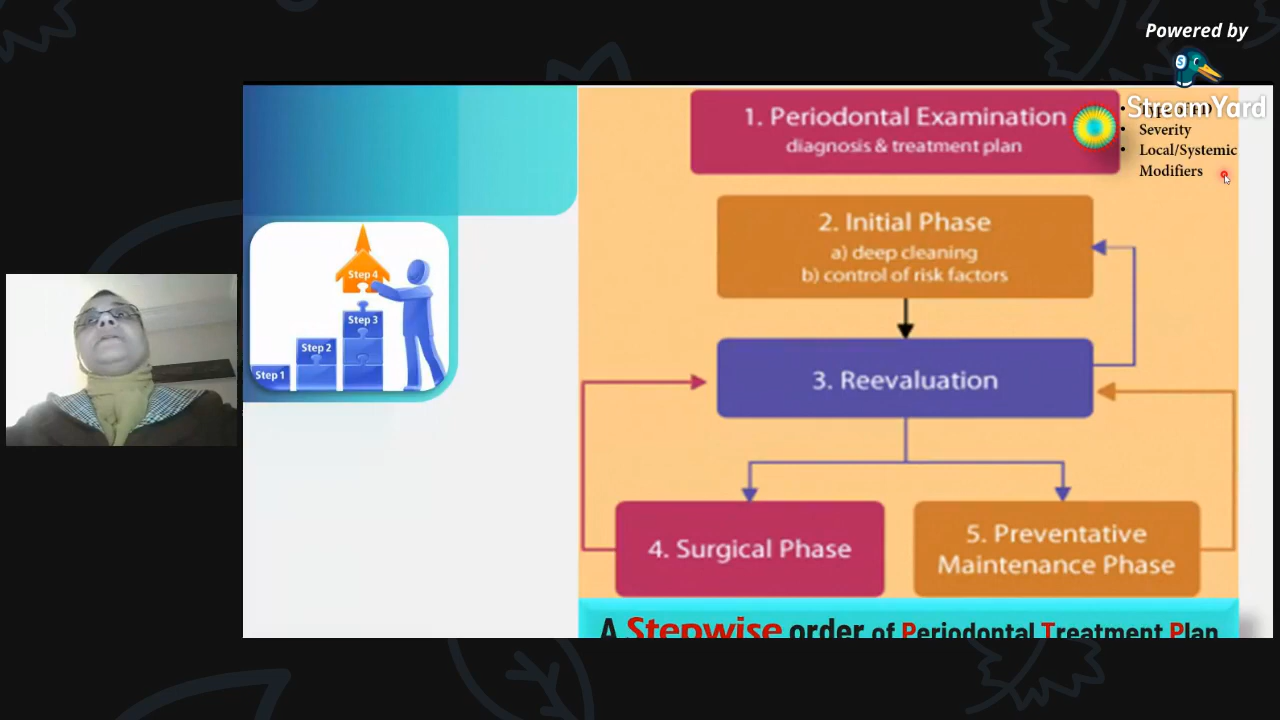 Powered by
StreamYard
1. Periodontal Examination
diagnosis & treatment plan
• Severity
• Local/Systemic
Modifiers
2. Initial Phase
a) deep cleaning
b) control of risk factors
Step 4
Step 3
Step 2
Step 1
3. Reevaluation
4. Surgical Phase
5. Preventative
Maintenance Phase
A Stepwise order of Periodontal Treatment Plan